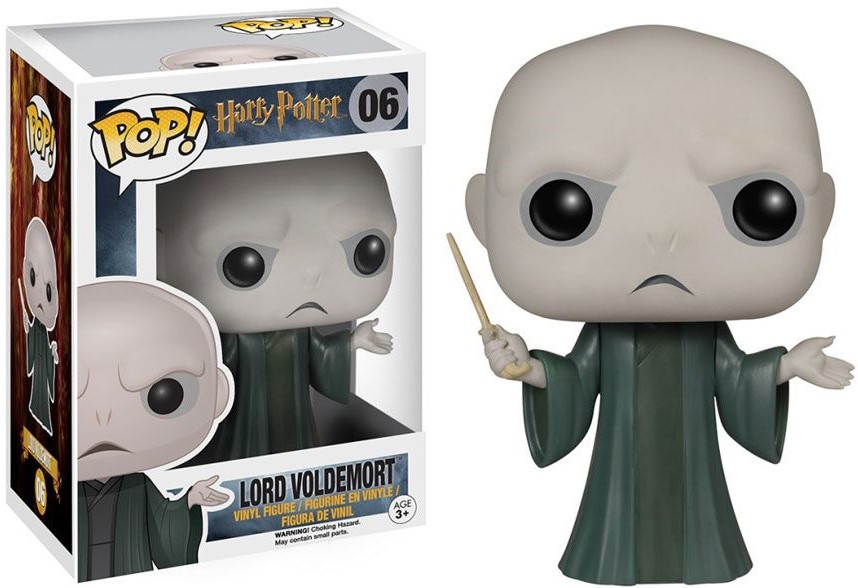 POP!
POP!
Harry Potter
06
POP!
LORD VOLDEMORT
VINYL FIGURE / FIGURINE EN VINYLE /
FIGURA DE VINIL
WARNING! Choking Hazard.
May contain small parts.
AGE
3+
06